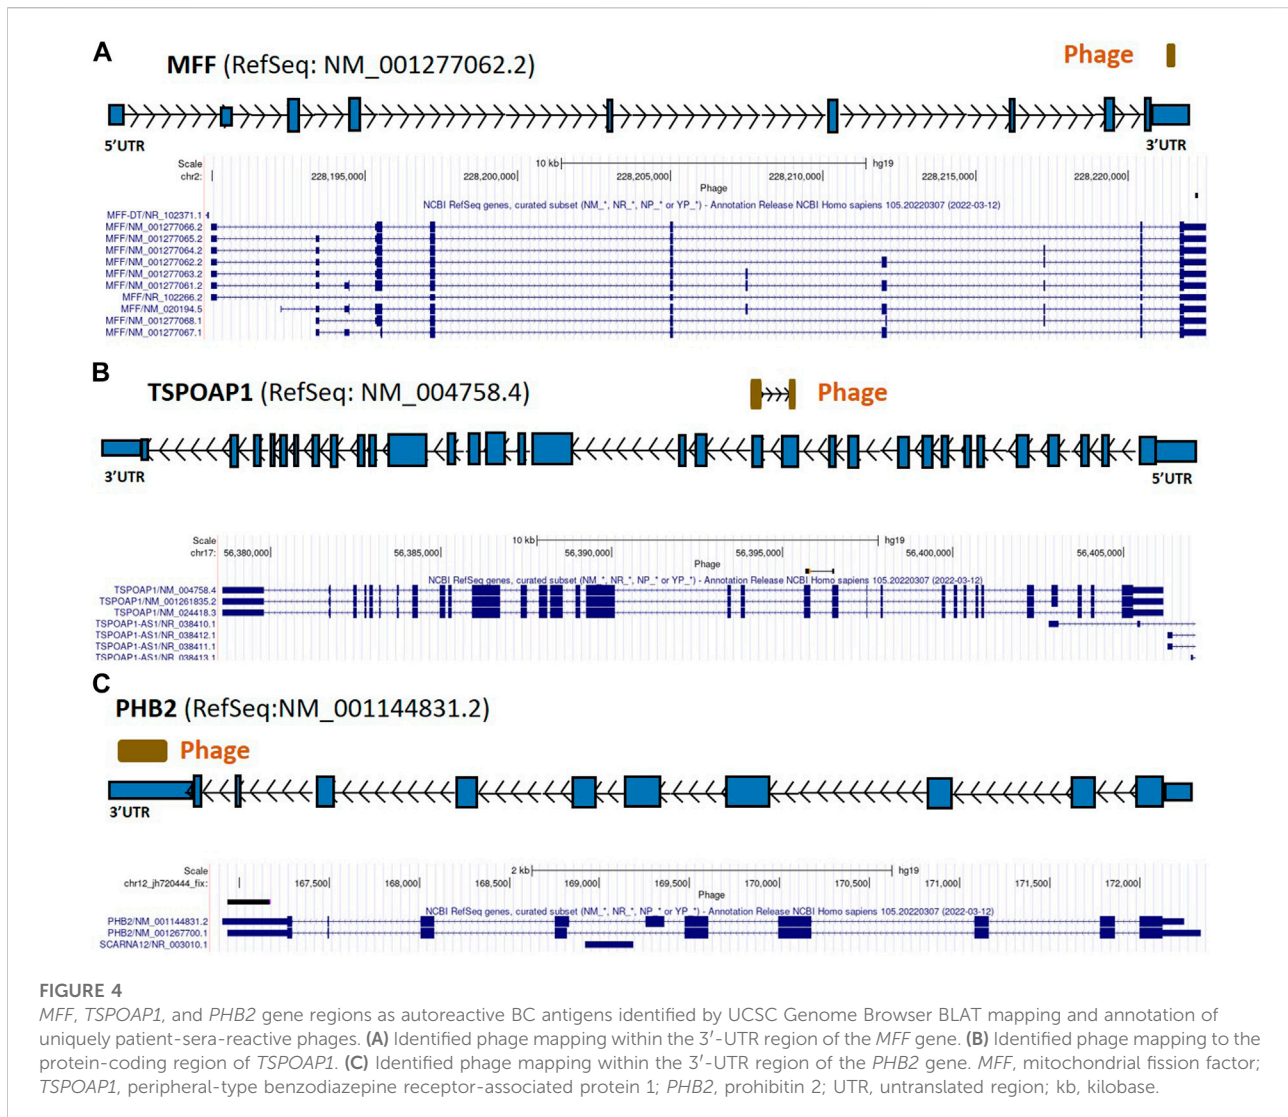 A
MFF (RefSeq: NM_001277062.2)
Phage
5'UTR
3'UTR
Scale
10 kb
hg19
chr2:
228,195,000
228,200,000
228,205,000
228,210,000
228,215,000
228,220,000
Phage
NCBI RefSeq genes, curated subset (NM_*, NR_*, NP_* or YP_*) - Annotation Release NCBI Homo sapiens 105.20220307 (2022-03-12)
MFF-DT/NR_102371.1
MFF/NM_001277066.2
MFF/NM_001277065.2
MFF/NM_001277064.2
MFF/NM_001277062.2
MFF/NM_001277063.2
MFF/NM_001277061.2
MFF/NR_102266.2
MFF/NM_020194.5
MFF/NM_001277068.1
MFF/NM_001277067.1
B
TSPOAP1 (RefSeq: NM_004758.4)
Phage
3'UTR
5'UTR
Scale
10 kb
hg19
chr17:
56,380,000
56,385,000
56,390,000
56,395,000
56,400,000
56,405,000
Phage
NCBI RefSeq genes, curated subset (NM_*, NR_*, NP_* or YP_*) - Annotation Release NCBI Homo sapiens 105.20220307 (2022-03-12)
TSPOAP1/NM_004758.4
TSPOAP1/NM_001261835.2
TSPOAP1/NM_024418.3
TSPOAP1-AS1/NR_038410.1
TSPOAP1-AS1/NR_038412.1
TSPOAP1-AS1/NR_038411.1
TSPOAP1-AS1/NR_038413.1
C
PHB2 (RefSeq:NM_001144831.2)
Phage
3'UTR
Scale
2 kb
hg19
chr12_jh720444_fix:
167,500
168,000
168,500
169,000
169,500
170,000
170,500
171,000
171,500
172,000
Phage
NCBI RefSeq genes, curated subset (NM_*, NR_*, NP_* or YP_*) - Annotation Release NCBI Homo sapiens 105.20220307 (2022-03-12)
PHB2/NM_001144831.2
PHB2/NM_001267700.1
SCARNA12/NR_003010.1
FIGURE 4
MFF, TSPOAP1, and PHB2 gene regions as autoreactive BC antigens identified by UCSC Genome Browser BLAT mapping and annotation of
uniquely patient-sera-reactive phages. (A) Identified phage mapping within the 3′-UTR region of the MFF gene. (B) Identified phage mapping to the
protein-coding region of TSPOAP1. (C) Identified phage mapping within the 3′-UTR region of the PHB2 gene. MFF, mitochondrial fission factor;
TSPOAP1, peripheral-type benzodiazepine receptor-associated protein 1; PHB2, prohibitin 2; UTR, untranslated region; kb, kilobase.